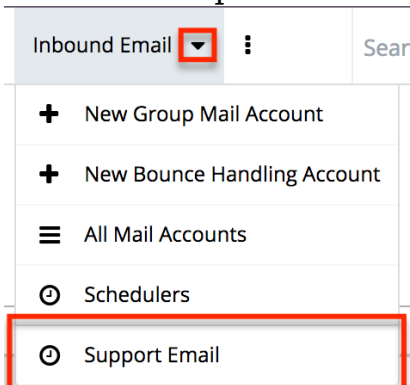 Inbound Email Sear
New Group Mail Account
New Bounce Handling Account
All Mail Accounts
Schedulers
Support Email